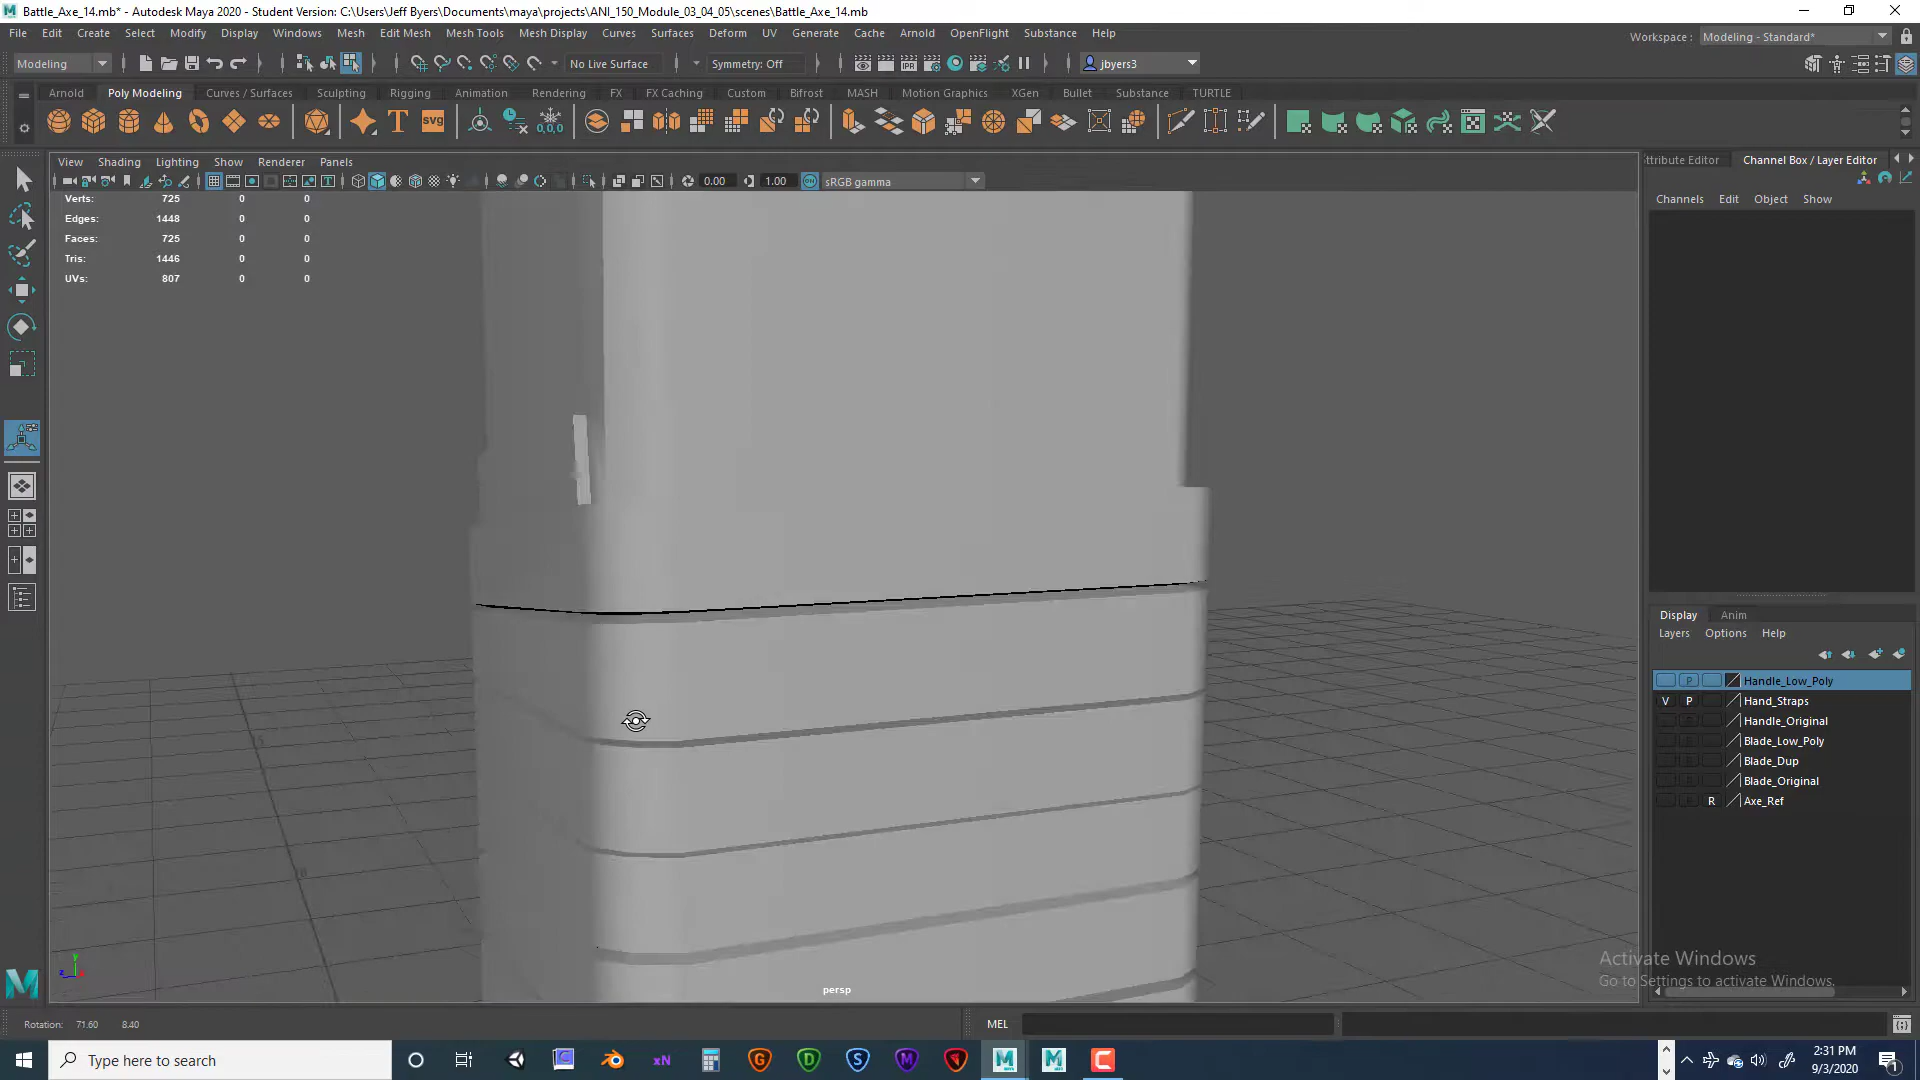 Battle_Axe_14.mb* - Autodesk Maya 2020 - Student Version: C:\Users\Jeff Byers\Documents\maya\projects\ANI_150_Module_03_04_05\scenes\Battle_Axe_14.mb
File Edit Create Select Modify Display Windows Mesh Edit Mesh Mesh Tools Mesh Display Curves Surfaces Deform UV Generate Cache Arnold OpenFlight Substance Help
Workspace : Modeling - Standard*
Modeling No Live Surface Symmetry: Off jbyers3
Arnold Poly Modeling Curves / Surfaces Sculpting Rigging Animation Rendering FX FX Caching Custom Bifrost MASH Motion Graphics XGen Bullet Substance TURTLE
View Shading Lighting Show Renderer Panels
ttribute Editor Channel Box / Layer Editor
0.00 1.00 sRGB gamma
Channels Edit Object Show
Verts: 725 0 0
Edges: 1448 0 0
Faces: 725 0 0
Tris: 1446 0 0
UVs: 807 0 0
Display Anim
Layers Options Help
P Handle_Low_Poly
V P Hand_Straps
Handle_Original
Blade_Low_Poly
Blade_Dup
Blade_Original
R Axe_Ref
Activate Windows
Go to Settings to activate Windows.
persp
Rotation: 71.60 8.40
MEL
Type here to search
2:31 PM
9/3/2020